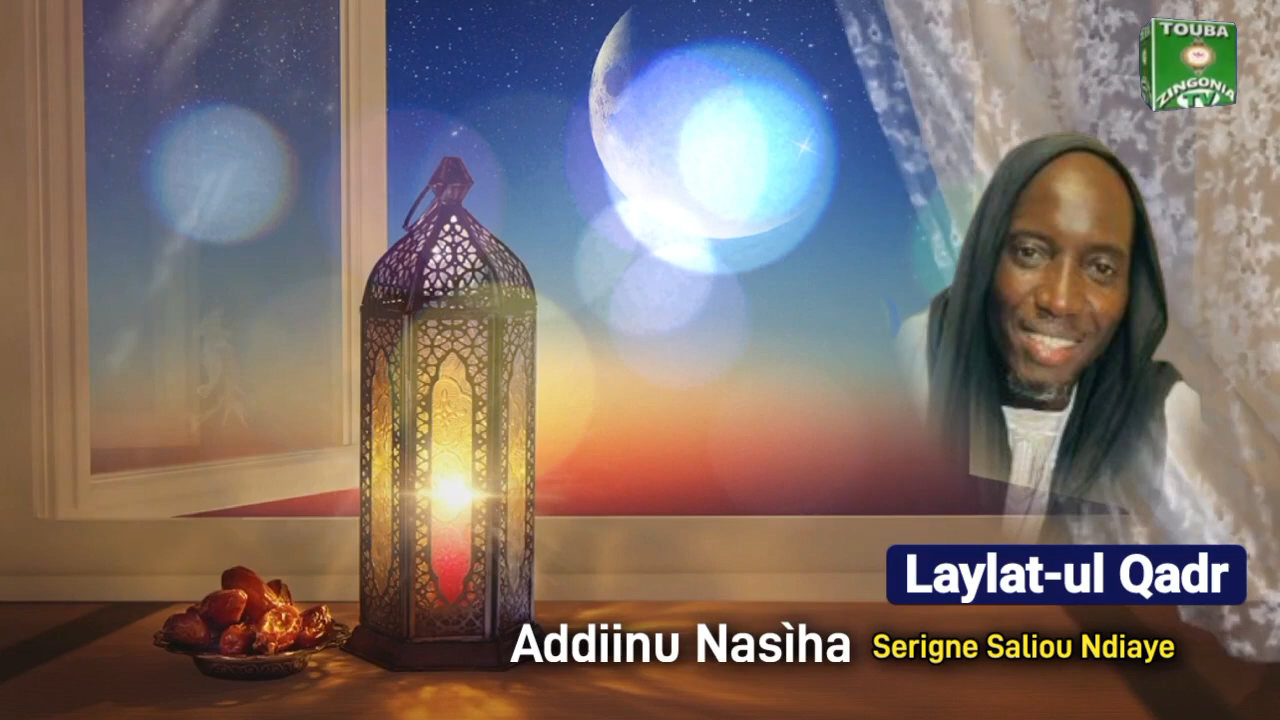 TOUBA
ZINGONIA
TV
Laylat-ul Qadr
Addiinu Nasìha Serigne Saliou Ndiaye